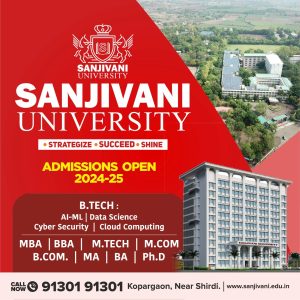 SANJIVANI
UNIVERSITY
SANJIVANI
UNIVERSITY
• STRATEGIZE • SUCCEED • SHINE
ADMISSIONS OPEN
2024-25
B.TECH :
AI-ML | Data Science
Cyber Security | Cloud Computing
MBA | BBA | M.TECH | M.COM
B.COM. | MA | BA | Ph.D
CALL NOW 91301 91301 Kopargaon, Near Shirdi. www.sanjivani.edu.in